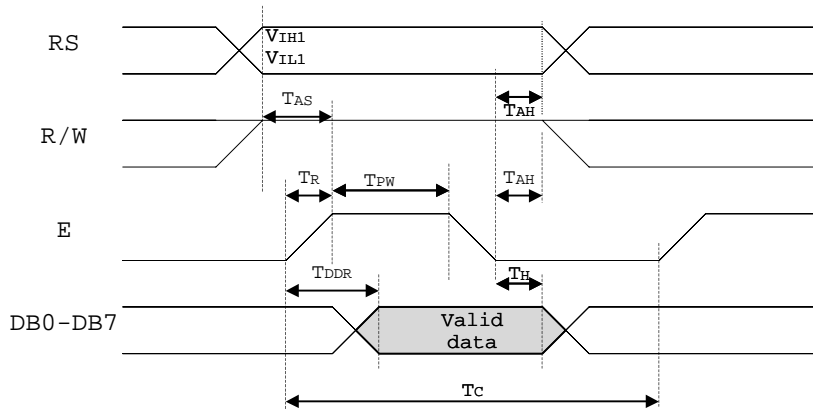 RS
VIH1
VIL1
TAS
TAH
R/W
TR
TPW
TAH
E
TDDR
TH
DB0-DB7
Valid
data
TC